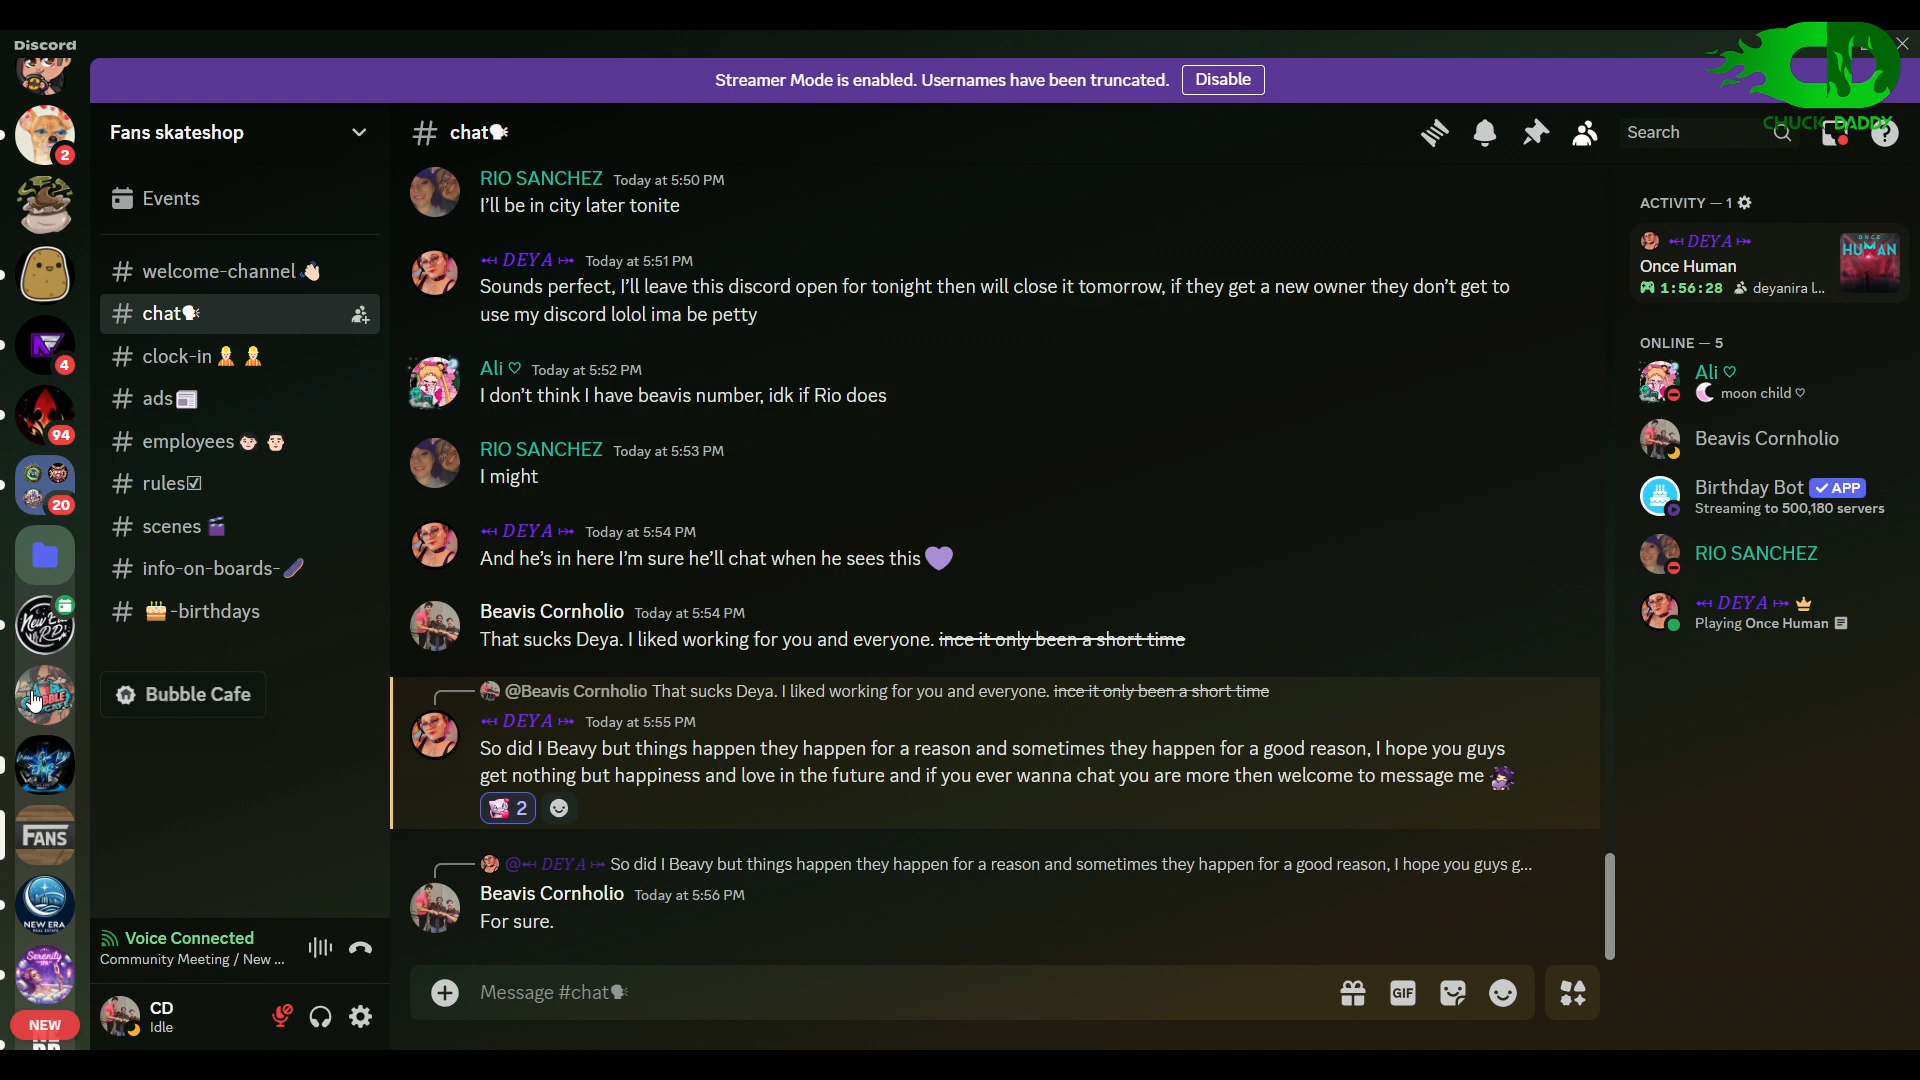 Discord
Streamer Mode is enabled. Usernames have been truncated. Disable
CHUCK DADDY
Fans skateshop
chat🗣
Search
Events
welcome-channel👋🏻
chat🗣
clock-in👷👷
ads📰
employees👩🏻👨🏻
rules☑
scenes🎬
info-on-boards-🛹
🎂-birthdays
Bubble Cafe
2
4
94
20
FANS
NEW ERA
Serenity
NEW
Voice Connected
Community Meeting / New ...
CD
Idle
RIO SANCHEZ Today at 5:50 PM
I'll be in city later tonite
⤟ DEYA ⤠ Today at 5:51 PM
Sounds perfect, I'll leave this discord open for tonight then will close it tomorrow, if they get a new owner they don't get to
use my discord lolol ima be petty
Ali ♡ Today at 5:52 PM
I don't think I have beavis number, idk if Rio does
RIO SANCHEZ Today at 5:53 PM
I might
⤟ DEYA ⤠ Today at 5:54 PM
And he's in here I'm sure he'll chat when he sees this 💜
Beavis Cornholio Today at 5:54 PM
That sucks Deya. I liked working for you and everyone. ince it only been a short time
@Beavis Cornholio That sucks Deya. I liked working for you and everyone. ince it only been a short time
⤟ DEYA ⤠ Today at 5:55 PM
So did I Beavy but things happen they happen for a reason and sometimes they happen for a good reason, I hope you guys
get nothing but happiness and love in the future and if you ever wanna chat you are more then welcome to message me
2
@⤟ DEYA ⤠ So did I Beavy but things happen they happen for a reason and sometimes they happen for a good reason, I hope you guys g...
Beavis Cornholio Today at 5:56 PM
For sure.
Message #chat🗣
GIF
ACTIVITY — 1
⤟ DEYA ⤠
Once Human
1:56:28 deyanira l...
ONCE
HUMAN
ONLINE — 5
Ali ♡
moon child ♡
Beavis Cornholio
Birthday Bot ✓ APP
Streaming to 500,180 servers
RIO SANCHEZ
⤟ DEYA ⤠ 👑
Playing Once Human